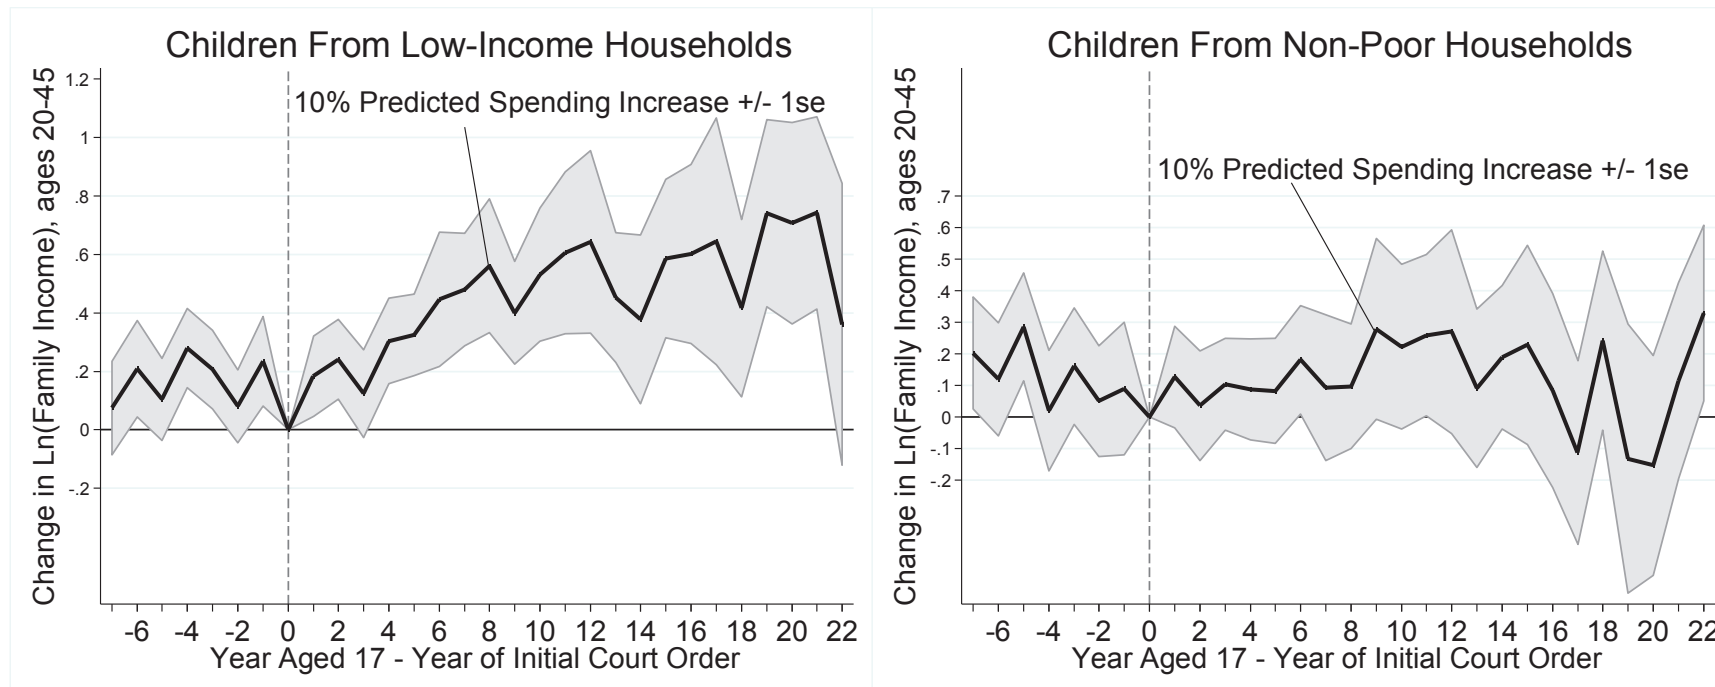 Children From Low-Income Households
Change in Ln(Family Income), ages 20-45
1.2
1
.8
.6
.4
.2
0
-.2
10% Predicted Spending Increase +/- 1se
-6 -4 -2 0 2 4 6 8 10 12 14 16 18 20 22
Year Aged 17 - Year of Initial Court Order
Children From Non-Poor Households
Change in Ln(Family Income), ages 20-45
.7
.6
.5
.4
.3
.2
.1
0
-.1
-.2
10% Predicted Spending Increase +/- 1se
-6 -4 -2 0 2 4 6 8 10 12 14 16 18 20 22
Year Aged 17 - Year of Initial Court Order